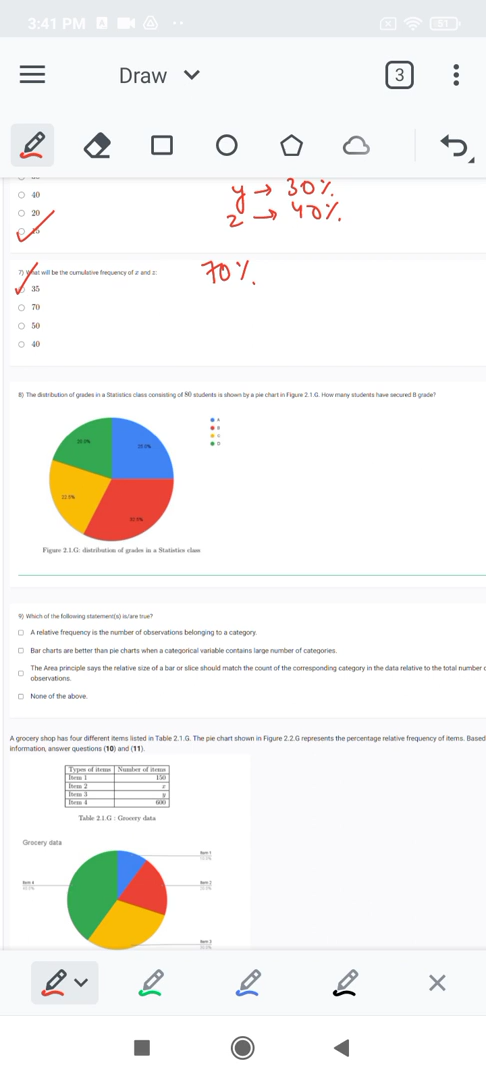 3:41 PM
51
Draw
3
40
20
15
y → 30%.
z → 40%.
70%.
7) What will be the cumulative frequency of x and z:
35
70
50
40
8) The distribution of grades in a Statistics class consisting of 80 students is shown by a pie chart in Figure 2.1.G. How many students have secured B grade?
A
B
D
20.0%
25.0%
22.5%
32.5%
Figure 2.1.G: distribution of grades in a Statistics class
9) Which of the following statement(s) is/are true?
A relative frequency is the number of observations belonging to a category.
Bar charts are better than pie charts when a categorical variable contains large number of categories.
The Area principle says the relative size of a bar or slice should match the count of the corresponding category in the data relative to the total number
observations.
None of the above.
A grocery shop has four different items listed in Table 2.1.G. The pie chart shown in Figure 2.2.G represents the percentage relative frequency of items. Based
information, answer questions (10) and (11).
Types of items Number of items
Item 1 150
Item 2 x
Item 3 y
Item 4 600
Table 2.1.G : Grocery data
Grocery data
Item 1
Item 4
Item 2
Item 3